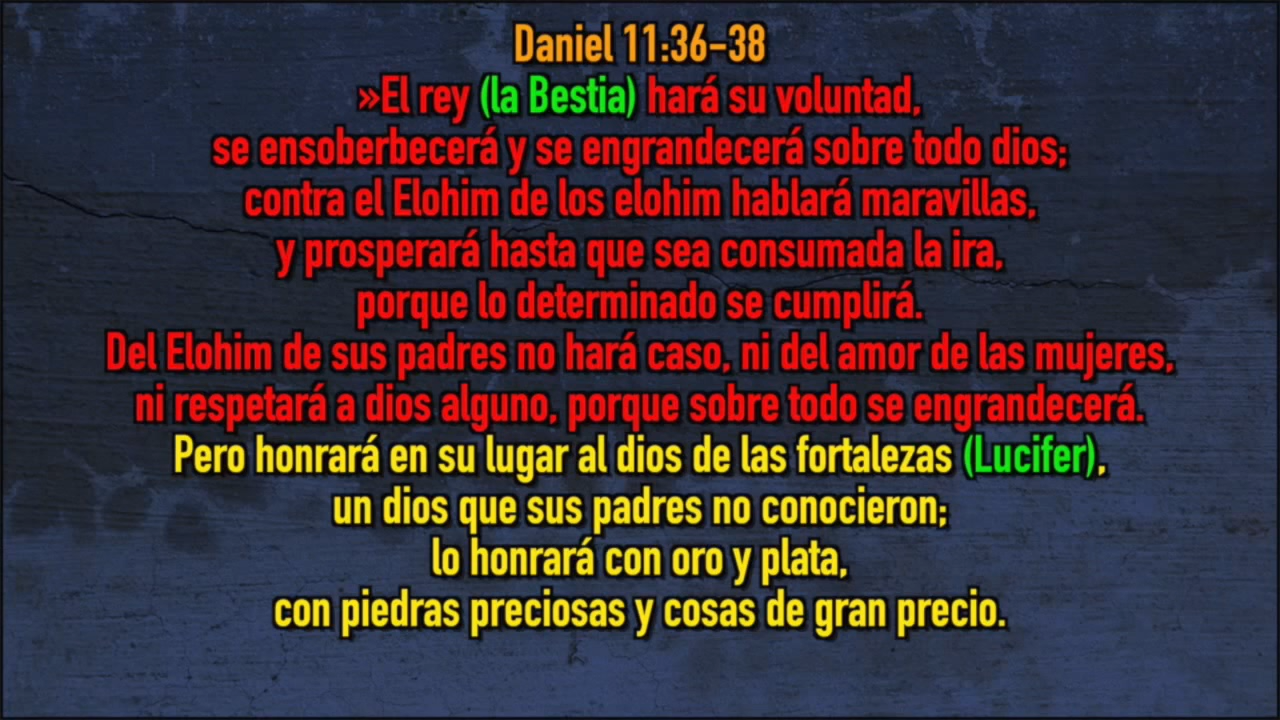 Daniel 11:36-38
»El rey (la Bestia) hará su voluntad,
se ensoberbecerá y se engrandecerá sobre todo dios;
contra el Elohim de los elohim hablará maravillas,
y prosperará hasta que sea consumada la ira,
porque lo determinado se cumplirá.
Del Elohim de sus padres no hará caso, ni del amor de las mujeres,
ni respetará a dios alguno, porque sobre todo se engrandecerá.
Pero honrará en su lugar al dios de las fortalezas (Lucifer),
un dios que sus padres no conocieron;
lo honrará con oro y plata,
con piedras preciosas y cosas de gran precio.